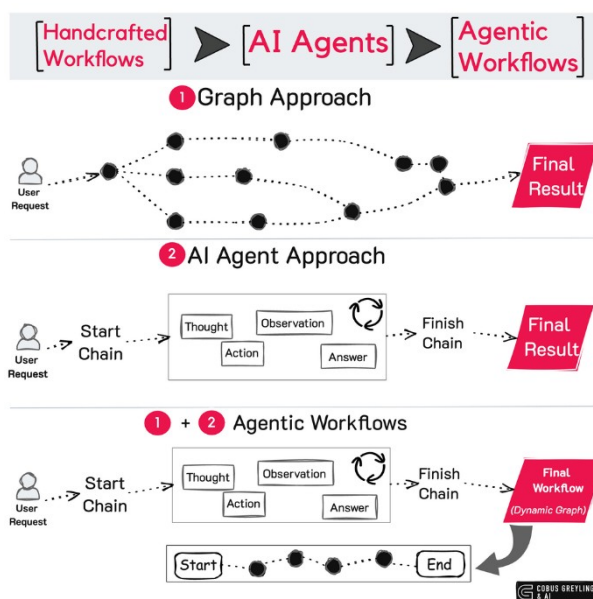 [Handcrafted Workflows] > [AI Agents] > [Agentic Workflows]
1 Graph Approach
User Request
Final Result
2 AI Agent Approach
User Request
Start Chain
Thought
Observation
Action
Answer
Finish Chain
Final Result
1 + 2 Agentic Workflows
User Request
Start Chain
Thought
Observation
Action
Answer
Finish Chain
Final Workflow
(Dynamic Graph)
Start
End
COBUS GREYLING
& AI